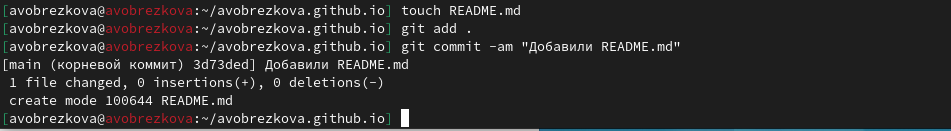 [avobrezkova@avobrezkova:~/avobrezkova.github.io] touch README.md
[avobrezkova@avobrezkova:~/avobrezkova.github.io] git add .
[avobrezkova@avobrezkova:~/avobrezkova.github.io] git commit -am "Добавили README.md"
[main (корневой коммит) 3d73ded] Добавили README.md
 1 file changed, 0 insertions(+), 0 deletions(-)
 create mode 100644 README.md
[avobrezkova@avobrezkova:~/avobrezkova.github.io]